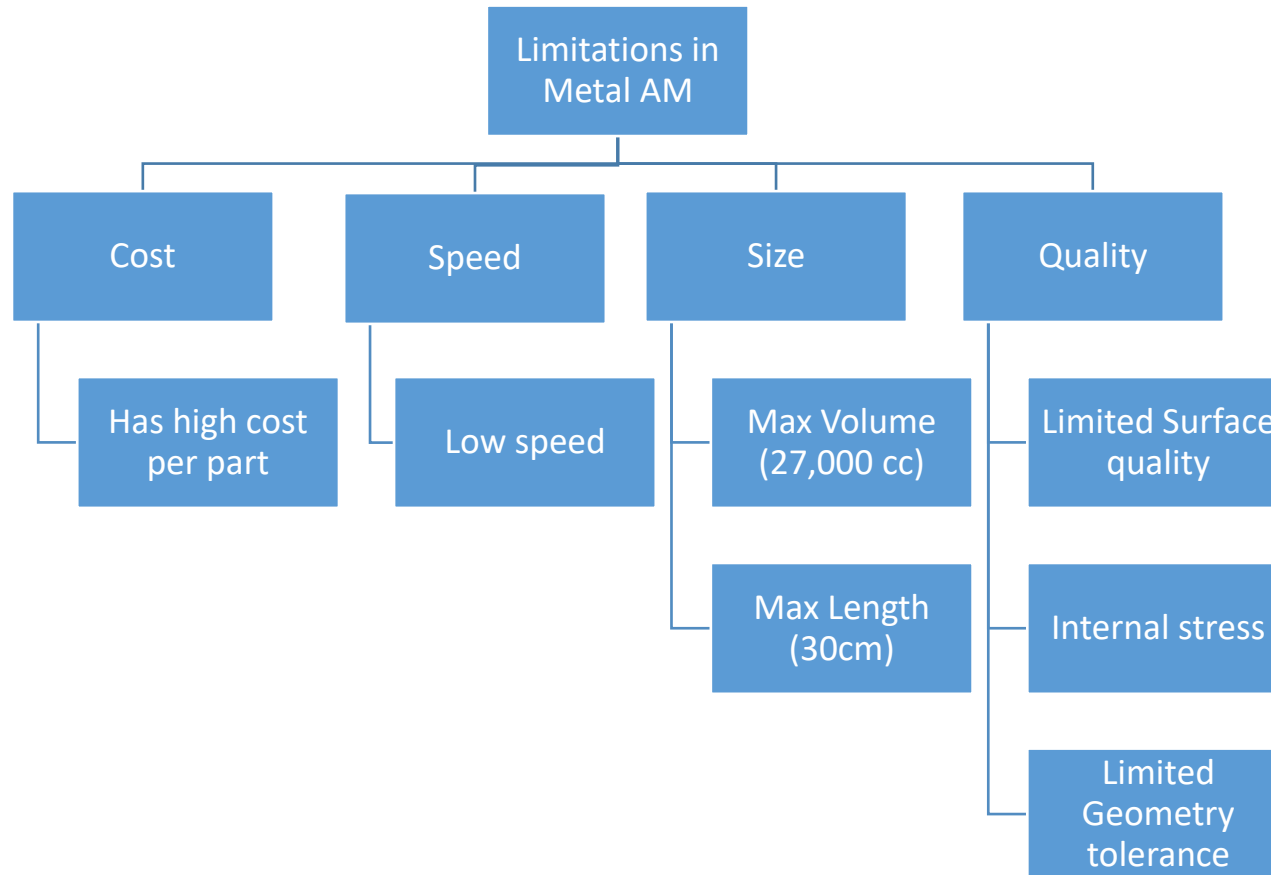 Limitations in
Metal AM
Cost
Speed
Size
Quality
Has high cost
per part
Low speed
Max Volume
(27,000 cc)
Limited Surface
quality
Max Length
(30cm)
Internal stress
Limited
Geometry
tolerance